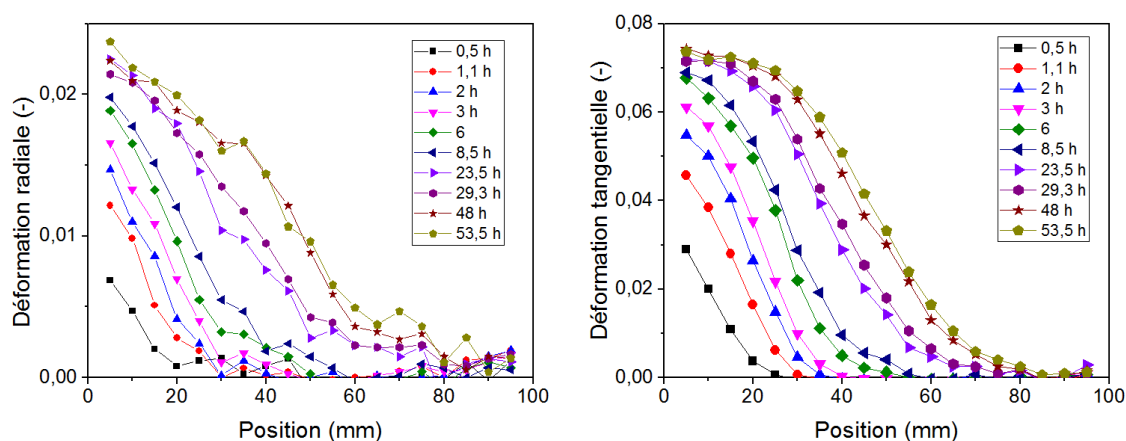 Déformation radiale (-)
0,02
0,01
0,00
0
20
40
60
80
100
Position (mm)
0,5 h
1,1 h
2 h
3 h
6
8,5 h
23,5 h
29,3 h
48 h
53,5 h
Déformation tangentielle (-)
0,08
0,06
0,04
0,02
0,00
0
20
40
60
80
100
Position (mm)
0,5 h
1,1 h
2 h
3 h
6
8,5 h
23,5 h
29,3 h
48 h
53,5 h